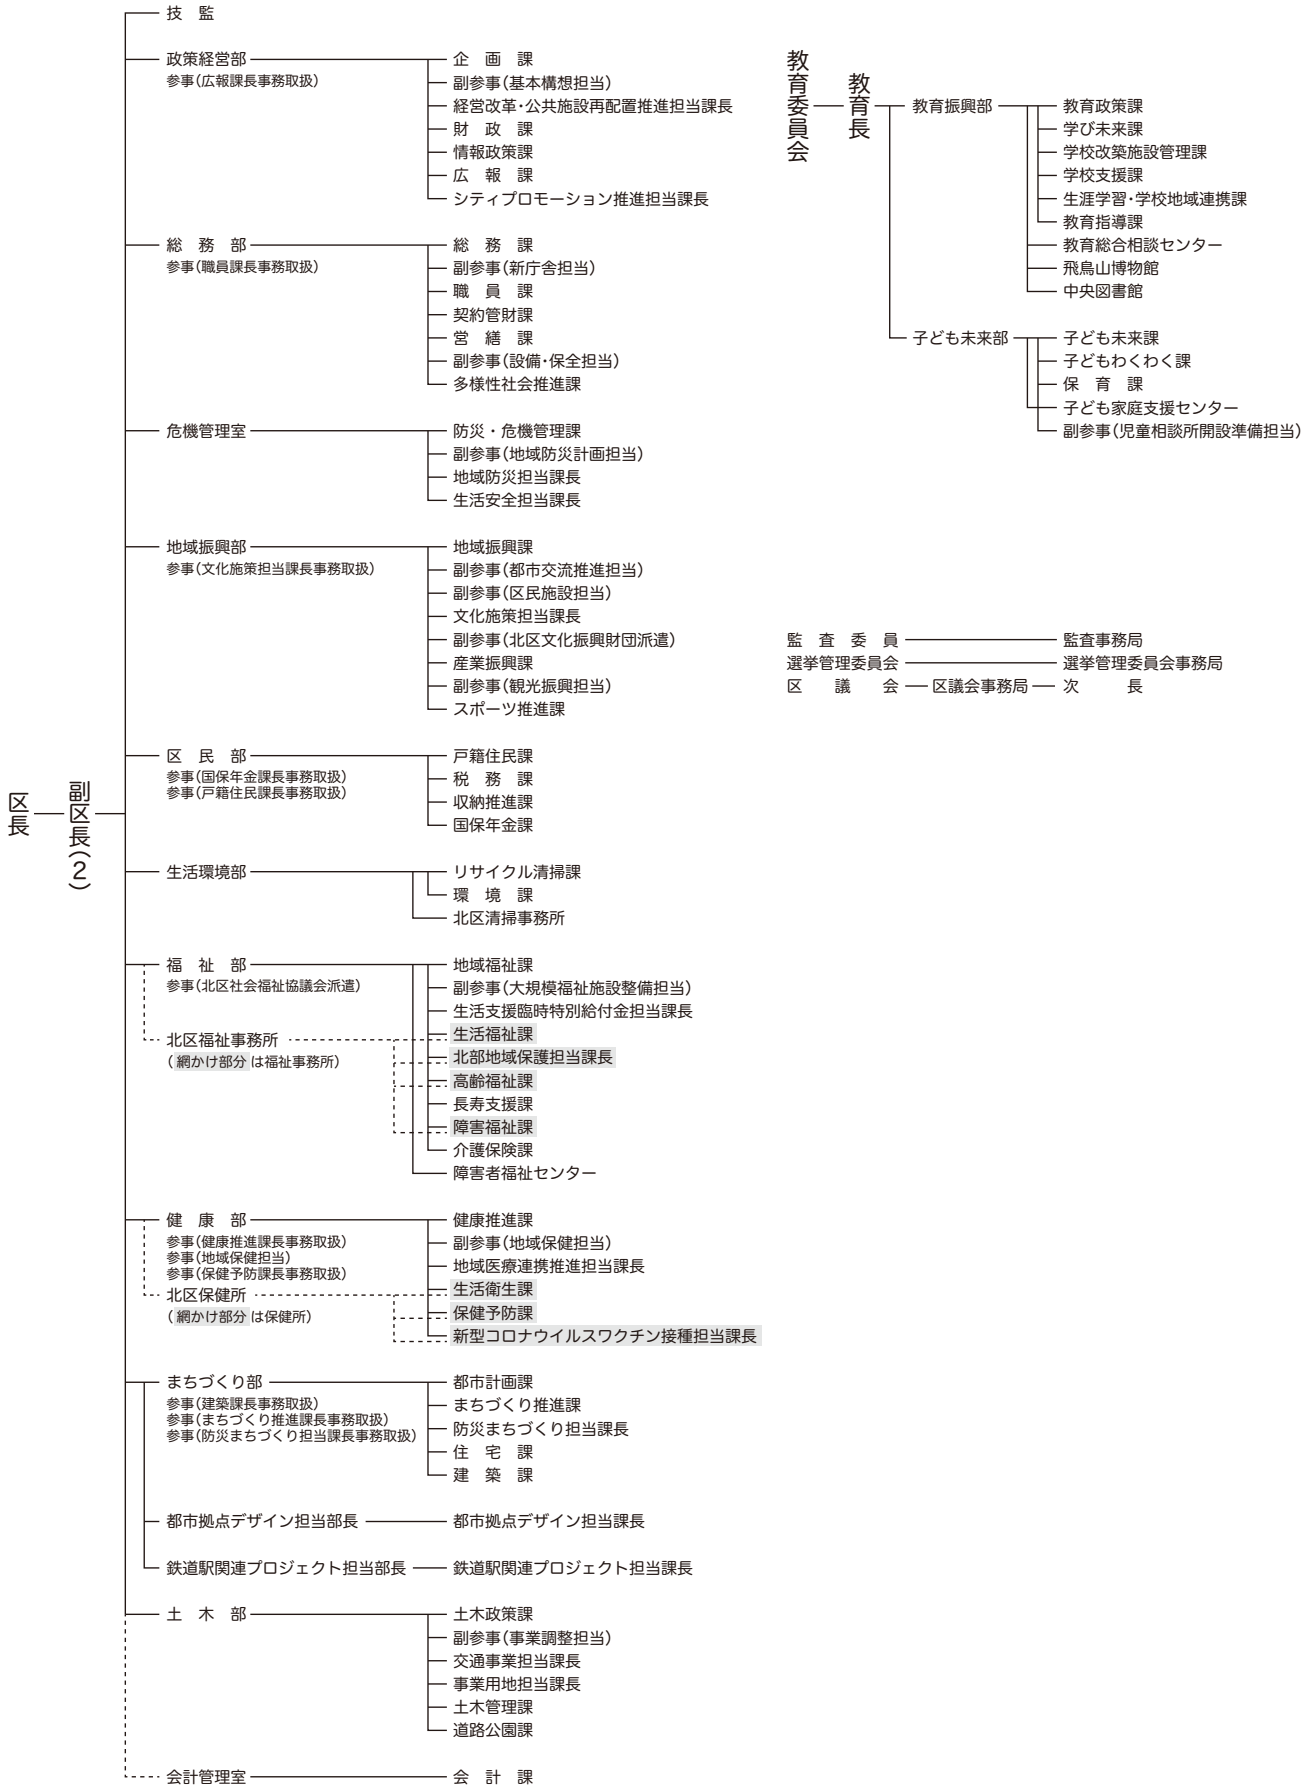 区長
副区長(2)
技 監
政策経営部
参事(広報課長事務取扱)
企 画 課
副参事(基本構想担当)
経営改革・公共施設再配置推進担当課長
財 政 課
情報政策課
広 報 課
シティプロモーション推進担当課長
総 務 部
参事(職員課長事務取扱)
総 務 課
副参事(新庁舎担当)
職 員 課
契約管財課
営 繕 課
副参事(設備・保全担当)
多様性社会推進課
危機管理室
防災・危機管理課
副参事(地域防災計画担当)
地域防災担当課長
生活安全担当課長
地域振興部
参事(文化施策担当課長事務取扱)
地域振興課
副参事(都市交流推進担当)
副参事(区民施設担当)
文化施策担当課長
副参事(北区文化振興財団派遣)
産業振興課
副参事(観光振興担当)
スポーツ推進課
区 民 部
参事(国保年金課長事務取扱)
参事(戸籍住民課長事務取扱)
戸籍住民課
税 務 課
収納推進課
国保年金課
生活環境部
リサイクル清掃課
環 境 課
北区清掃事務所
福 祉 部
参事(北区社会福祉協議会派遣)
北区福祉事務所
(網かけ部分は福祉事務所)
地域福祉課
副参事(大規模福祉施設整備担当)
生活支援臨時特別給付金担当課長
生活福祉課
北部地域保護担当課長
高齢福祉課
長寿支援課
障害福祉課
介護保険課
障害者福祉センター
健 康 部
参事(健康推進課長事務取扱)
参事(地域保健担当)
参事(保健予防課長事務取扱)
北区保健所
(網かけ部分は保健所)
健康推進課
副参事(地域保健担当)
地域医療連携推進担当課長
生活衛生課
保健予防課
新型コロナウイルスワクチン接種担当課長
まちづくり部
参事(建築課長事務取扱)
参事(まちづくり推進課長事務取扱)
参事(防災まちづくり担当課長事務取扱)
都市計画課
まちづくり推進課
防災まちづくり担当課長
住 宅 課
建 築 課
都市拠点デザイン担当部長
都市拠点デザイン担当課長
鉄道駅関連プロジェクト担当部長
鉄道駅関連プロジェクト担当課長
土 木 部
土木政策課
副参事(事業調整担当)
交通事業担当課長
事業用地担当課長
土木管理課
道路公園課
会計管理室
会 計 課
教育委員会
教育長
教育振興部
教育政策課
学び未来課
学校改築施設管理課
学校支援課
生涯学習・学校地域連携課
教育指導課
教育総合相談センター
飛鳥山博物館
中央図書館
子ども未来部
子ども未来課
子どもわくわく課
保 育 課
子ども家庭支援センター
副参事(児童相談所開設準備担当)
監 査 委 員
監査事務局
選挙管理委員会
選挙管理委員会事務局
区 議 会
区議会事務局
次 長